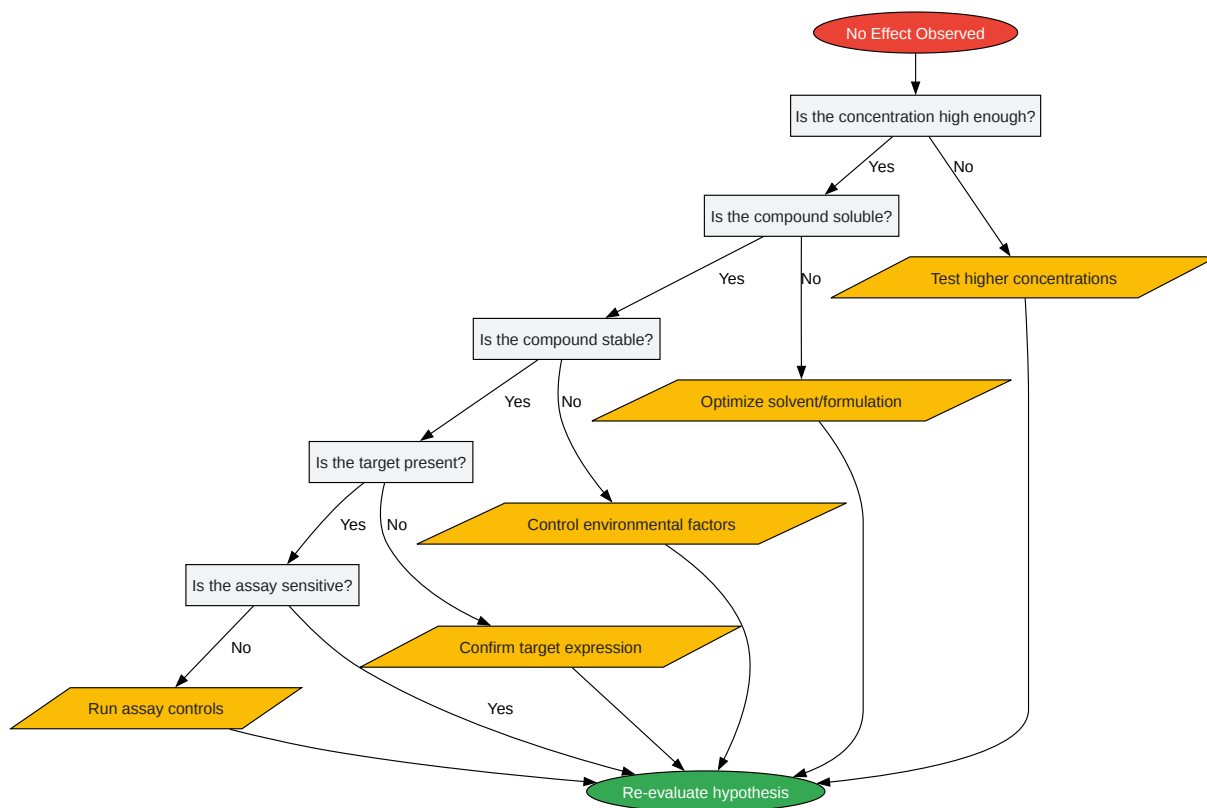 No Effect Observed
Is the concentration high enough?
Yes
No
Is the compound soluble?
Yes
No
Test higher concentrations
Is the compound stable?
Yes
No
Optimize solvent/formulation
Is the target present?
Yes
No
Control environmental factors
Is the assay sensitive?
No
Yes
Confirm target expression
Run assay controls
Re-evaluate hypothesis